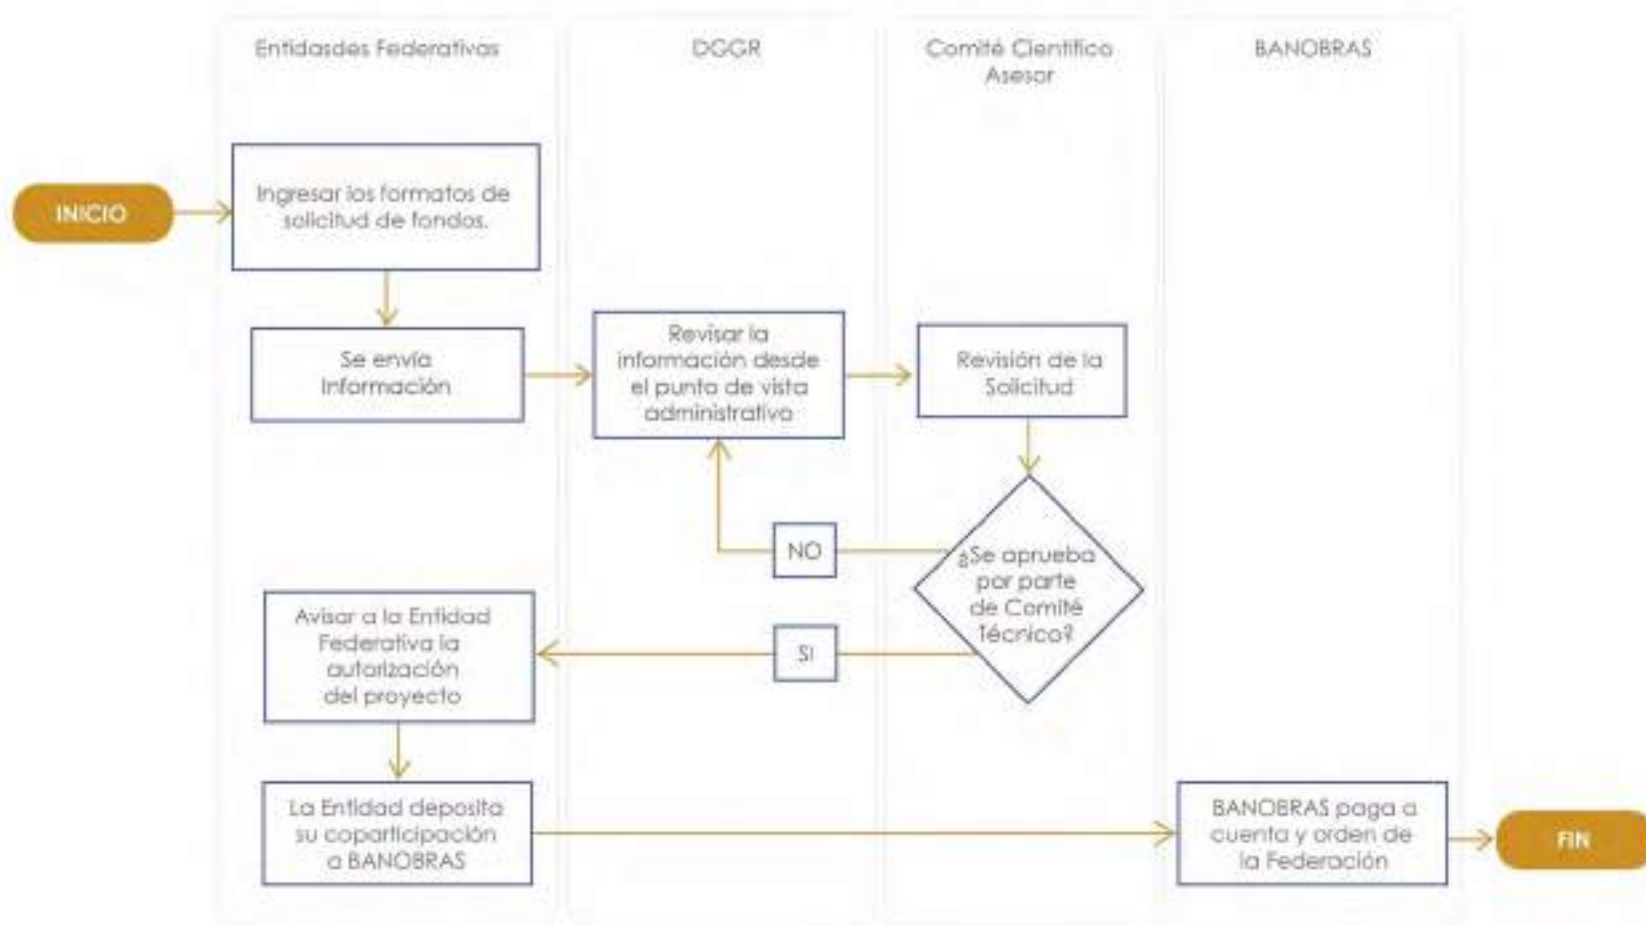 Entidasdes Federativas
DGGR
Comité Científico
Asesor
BANOBRAS
INICIO
Ingresar los formatos de
solicitud de fondos.
Se envía
Información
Revisar la
información desde
el punto de vista
administrativo
Revisión de la
Solicitud
¿Se aprueba
por parte
de Comité
Técnico?
NO
SI
Avisar a la Entidad
Federativa la
autorización
del proyecto
La Entidad deposita
su coparticipación
a BANOBRAS
BANOBRAS paga a
cuenta y orden de
la Federación
FIN